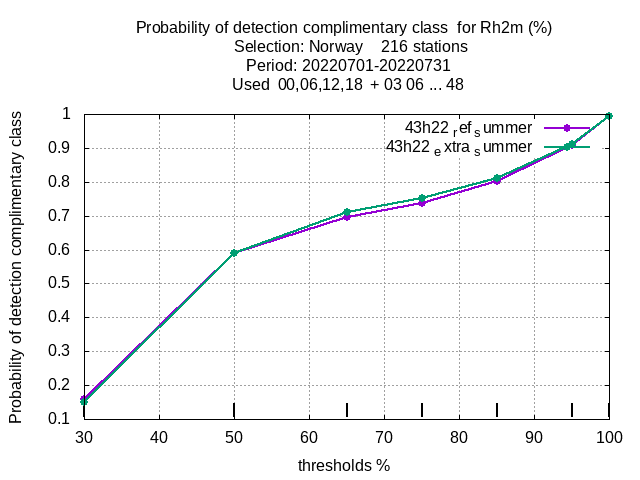 Probability of detection complimentary class  for Rh2m (%)
Selection: Norway    216 stations
Period: 20220701-20220731
Used  00,06,12,18  + 03 06 ... 48
Probability of detection complimentary class
43h22 ref summer
43h22 extra summer
1
0.9
0.8
0.7
0.6
0.5
0.4
0.3
0.2
0.1
30 40 50 60 70 80 90 100
thresholds %